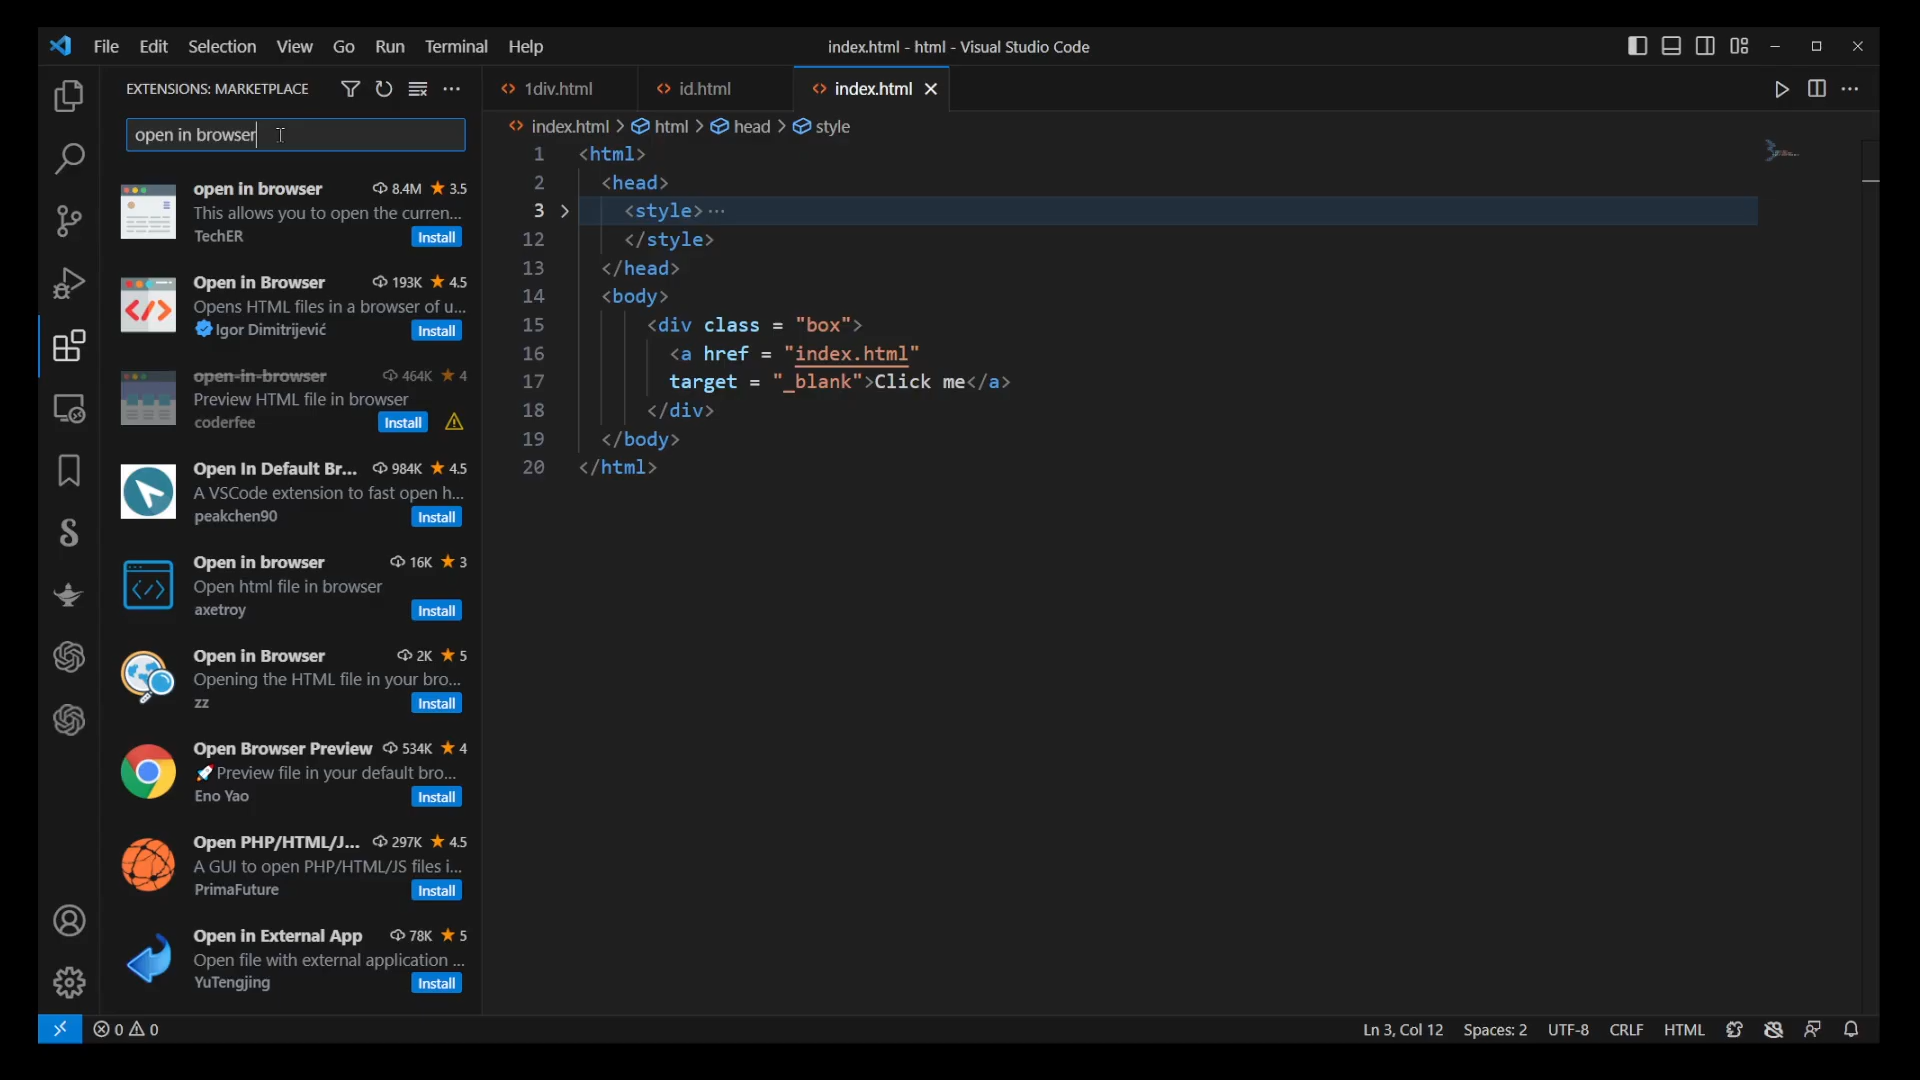 File Edit Selection View Go Run Terminal Help
index.html - html - Visual Studio Code
EXTENSIONS: MARKETPLACE
open in browser
open in browser 8.4M 3.5
This allows you to open the curren...
TechER Install
Open in Browser 193K 4.5
Opens HTML files in a browser of u...
Igor Dimitrijević Install
open-in-browser 464K 4
Preview HTML file in browser
coderfee Install
Open In Default Br... 984K 4.5
A VSCode extension to fast open h...
peakchen90 Install
Open in browser 16K 3
Open html file in browser
axetroy Install
Open in Browser 2K 5
Opening the HTML file in your bro...
zz Install
Open Browser Preview 534K 4
🚀Preview file in your default bro...
Eno Yao Install
Open PHP/HTML/J... 297K 4.5
A GUI to open PHP/HTML/JS files i...
PrimaFuture Install
Open in External App 78K 5
Open file with external application ...
YuTengjing Install
1div.html id.html index.html
index.html > html > head > style
1 <html>
2 <head>
3 <style>···
12 </style>
13 </head>
14 <body>
15 <div class = "box">
16 <a href = "index.html"
17 target = "_blank">Click me</a>
18 </div>
19 </body>
20 </html>
0 0
Ln 3, Col 12 Spaces: 2 UTF-8 CRLF HTML